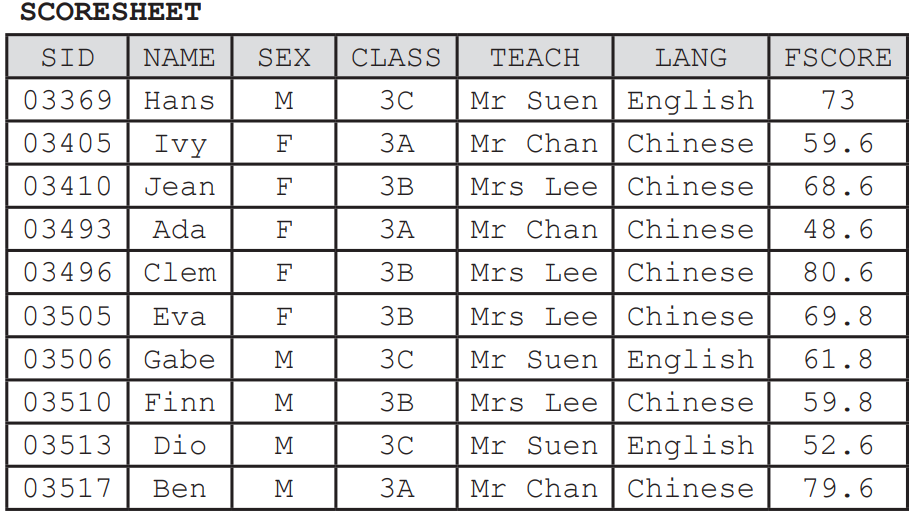 SCORESHEET
SID NAME SEX CLASS TEACH LANG FSCORE
03369 Hans M 3C Mr Suen English 73
03405 Ivy F 3A Mr Chan Chinese 59.6
03410 Jean F 3B Mrs Lee Chinese 68.6
03493 Ada F 3A Mr Chan Chinese 48.6
03496 Clem F 3B Mrs Lee Chinese 80.6
03505 Eva F 3B Mrs Lee Chinese 69.8
03506 Gabe M 3C Mr Suen English 61.8
03510 Finn M 3B Mrs Lee Chinese 59.8
03513 Dio M 3C Mr Suen English 52.6
03517 Ben M 3A Mr Chan Chinese 79.6